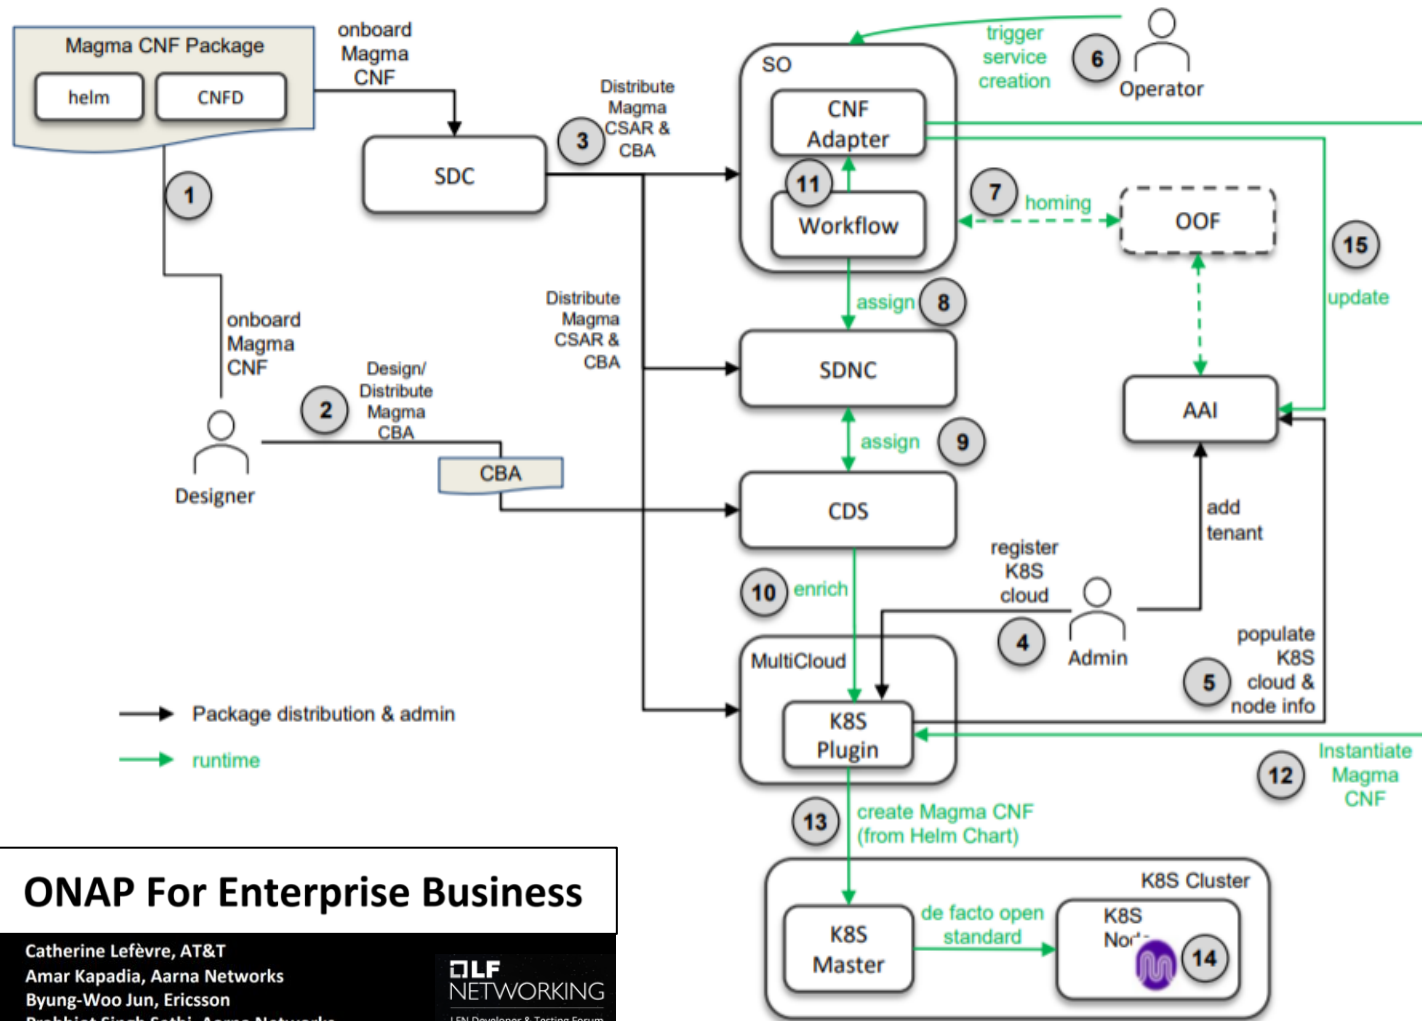 Magma CNF Package
helm
CNFD
onboard
Magma
CNF
1
SDC
3
Distribute
Magma
CSAR &
CBA
SO
CNF
Adapter
11
Workflow
trigger
service
creation
6
Operator
7
homing
OOF
15
update
assign
8
Distribute
Magma
CSAR &
CBA
SDNC
onboard
Magma
CNF
2
Design/
Distribute
Magma
CBA
assign
9
AAI
Designer
CBA
CDS
add
tenant
register
K8S
cloud
10
enrich
4
Admin
populate
K8S
cloud &
node info
5
MultiCloud
K8S
Plugin
Package distribution & admin
runtime
Instantiate
Magma
CNF
12
13
create Magma CNF
(from Helm Chart)
K8S Cluster
K8S
Master
de facto open
standard
K8S
14
ONAP For Enterprise Business
Catherine Lefèvre, AT&T
Amar Kapadia, Aarna Networks
Byung-Woo Jun, Ericsson
LF
NETWORKING
LFN Developer & Testing Forum